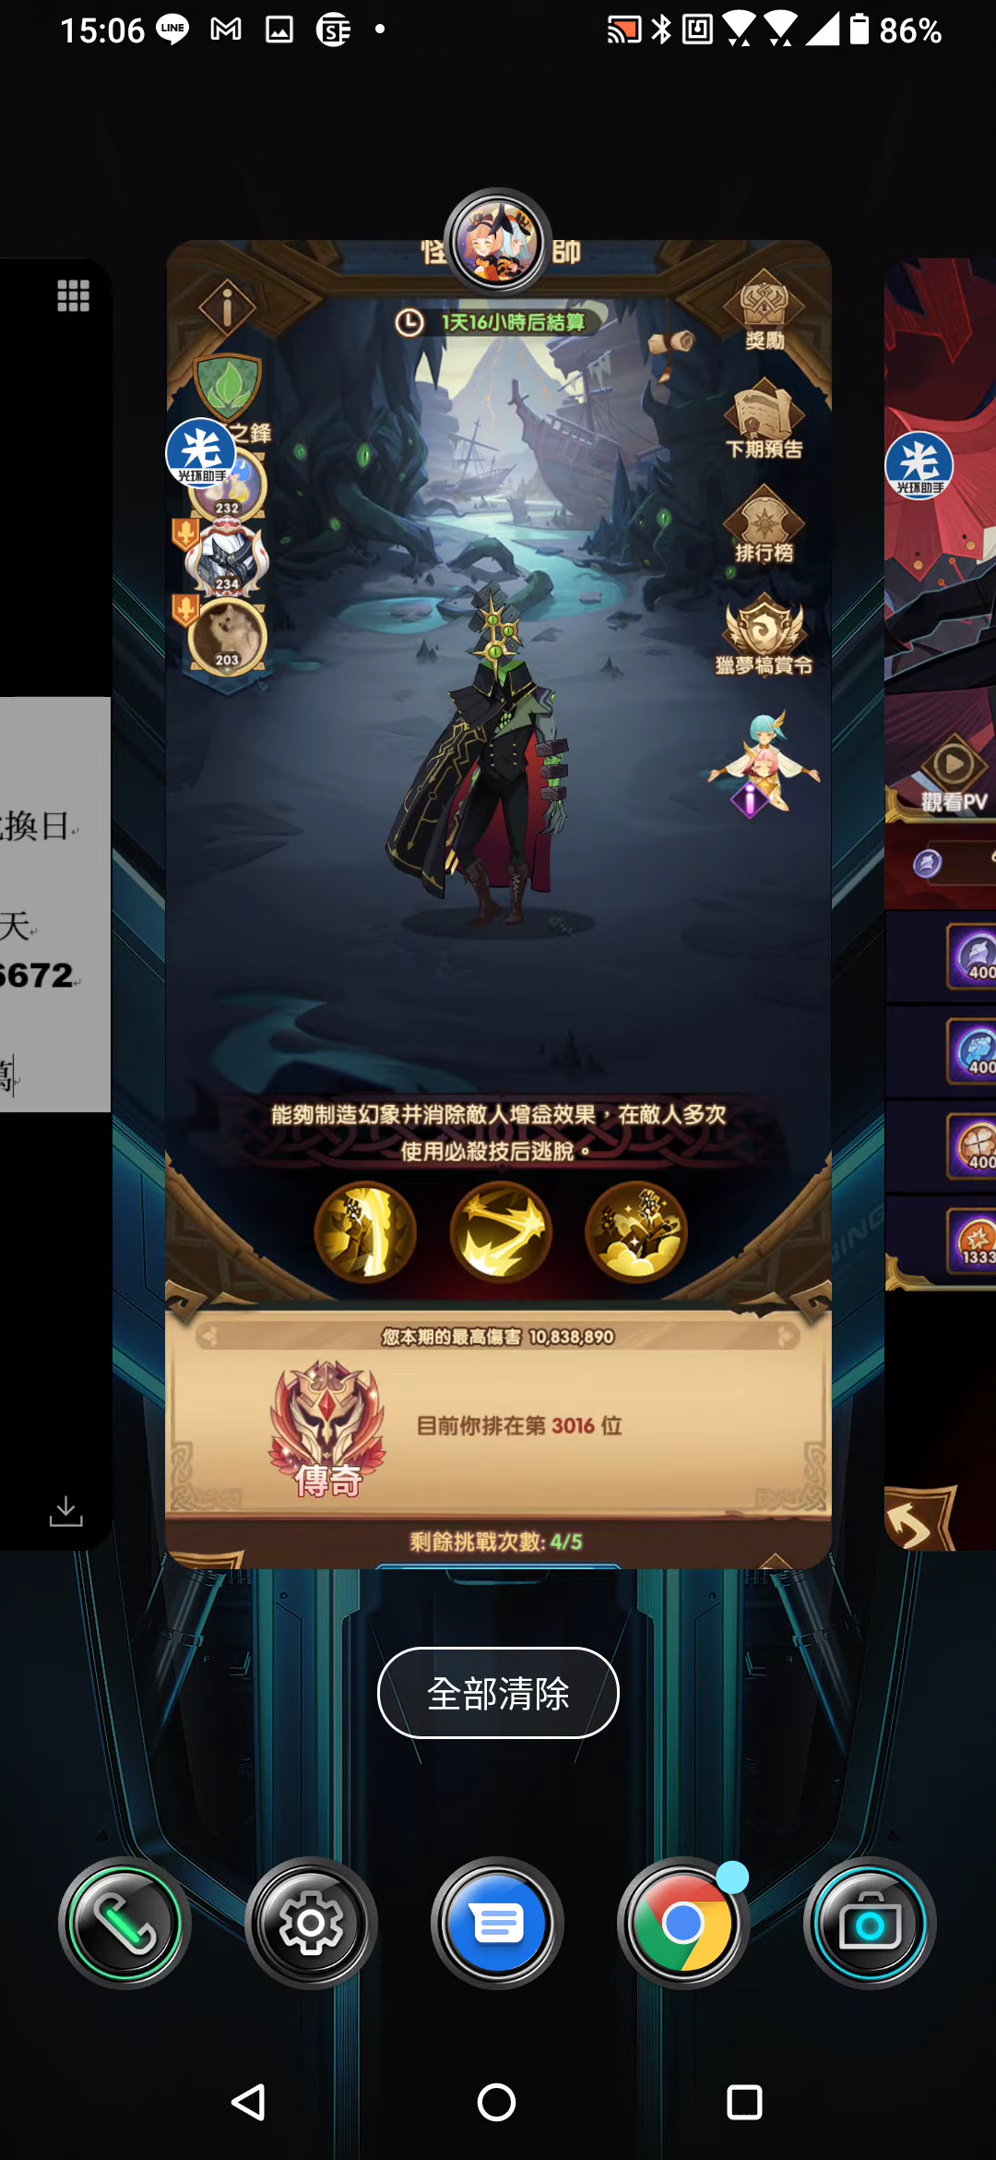 15:06
86%
怪
師
1天16小時后結算
獎勵
下期預告
排行榜
獵夢犒賞令
之鋒
光
光环助手
232
234
203
光
光环助手
觀看PV
換日
天
6672
萬
400
400
400
1333
能夠制造幻象并消除敵人增益效果，在敵人多次
使用必殺技后逃脫。
您本期的最高傷害 10,838,890
傳奇
目前你排在第 3016 位
剩餘挑戰次數: 4/5
全部清除